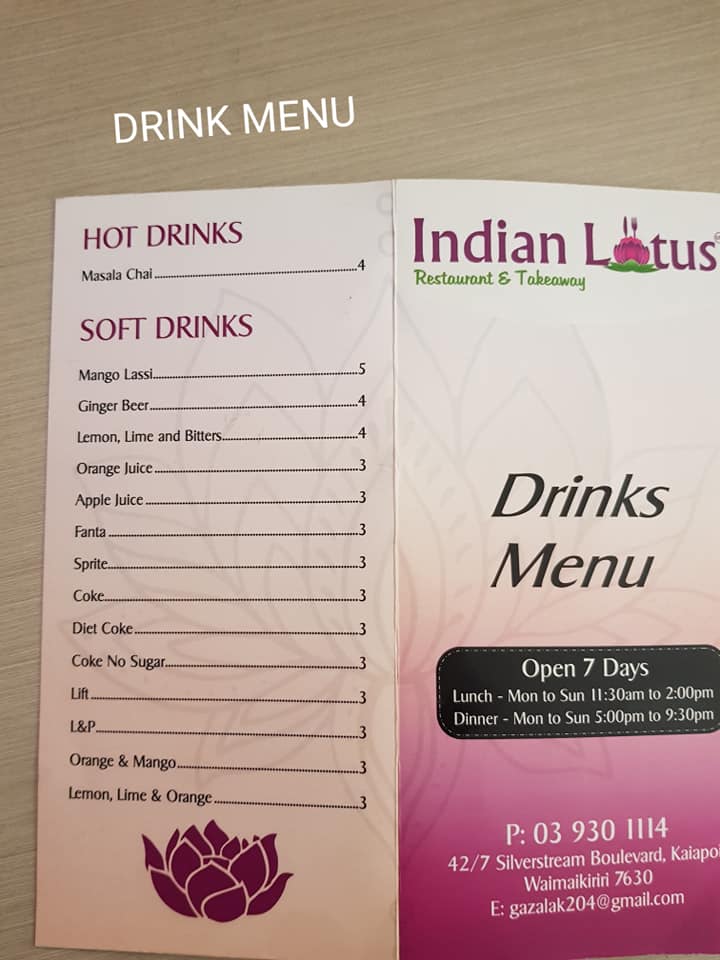 DRINK MENU
HOT DRINKS
Masala Chai 4
SOFT DRINKS
Mango Lassi 5
Ginger Beer 4
Lemon, Lime and Bitters 4
Orange Juice 3
Apple Juice 3
Fanta 3
Sprite 3
Coke 3
Diet Coke 3
Coke No Sugar 3
Lift 3
L&P 3
Orange & Mango 3
Lemon, Lime & Orange 3
Indian Lotus
Restaurant & Takeaway
Drinks
Menu
Open 7 Days
Lunch - Mon to Sun 11:30am to 2:00pm
Dinner - Mon to Sun 5:00pm to 9:30pm
P: 03 930 1114
42/7 Silverstream Boulevard, Kaiapoi
Waimaikiriri 7630
E: gazalak204@gmail.com